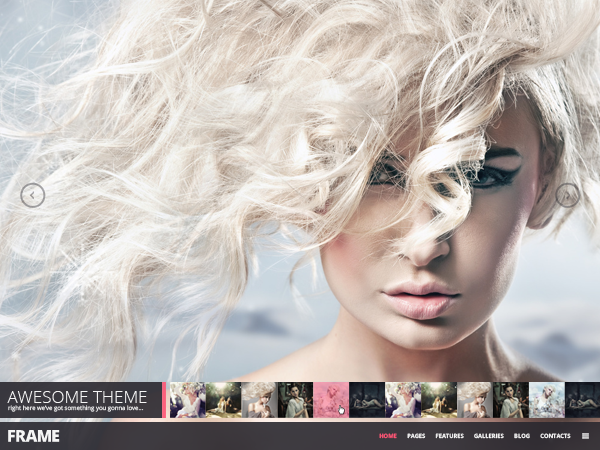 AWESOME THEME
right here we've got something you gonna love...
FRAME
HOME PAGES FEATURES GALLERIES BLOG CONTACTS